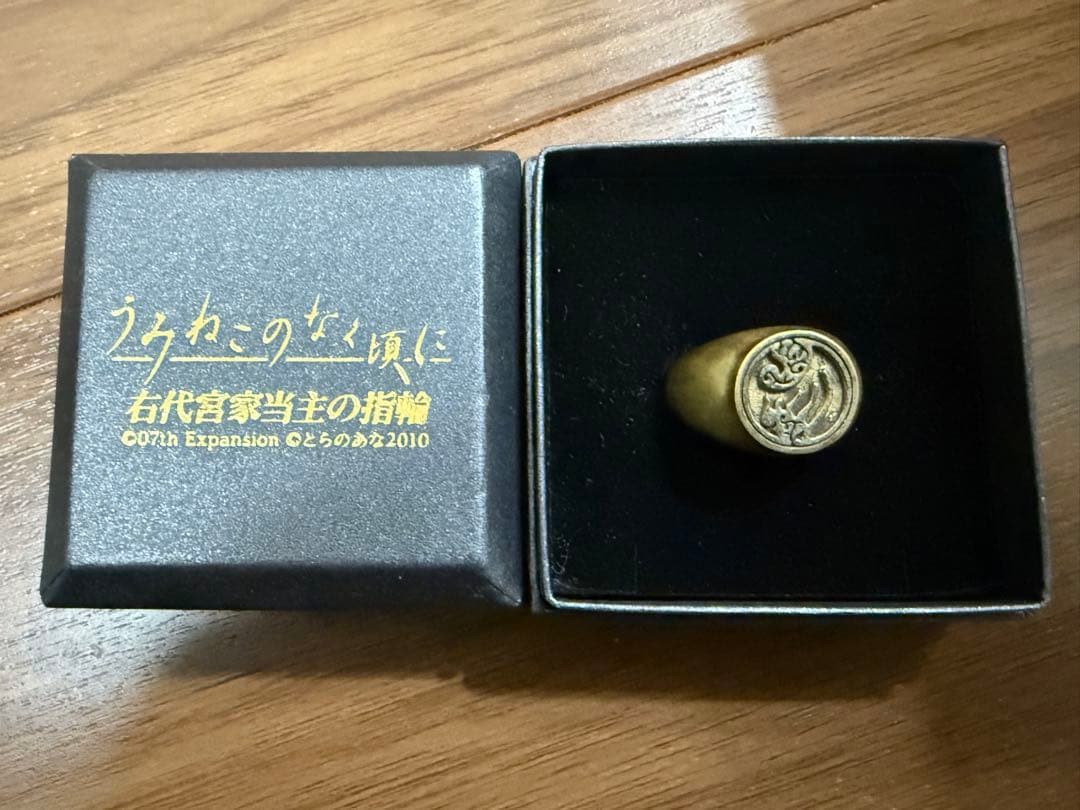 うみねこのなく頃に
右代宮家当主の指輪
©07th Expansion ©とらのあな2010